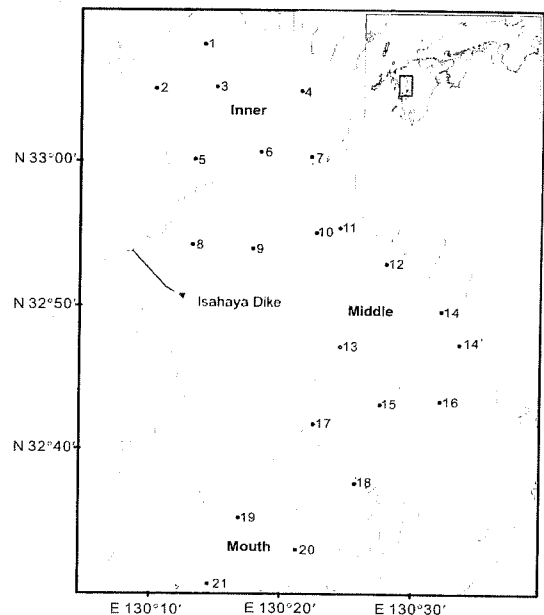 1
2
3
4
Inner
N 33°00'
5
6
7
8
9
10
11
12
Isahaya Dike
N 32°50'
Middle
14
13
14'
15
16
17
N 32°40'
18
19
Mouth
20
21
E 130°10'
E 130°20'
E 130°30'